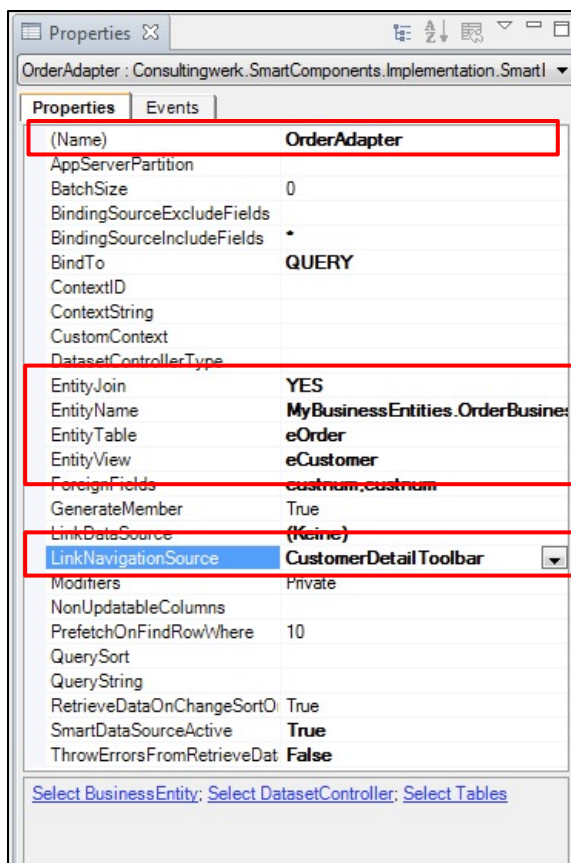 Properties
OrderAdapter : Consultingwerk.SmartComponents.Implementation.SmartI
Properties Events
(Name) OrderAdapter
AppServerPartition
BatchSize 0
BindingSourceExcludeFields
BindingSourceIncludeFields *
BindTo QUERY
ContextID
ContextString
CustomContext
DatasetControllerType
EntityJoin YES
EntityName MyBusinessEntities.OrderBusines
EntityTable eOrder
EntityView eCustomer
ForeignFields custnum,custnum
GenerateMember True
LinkDataSource (Keine)
LinkNavigationSource CustomerDetailToolbar
Modifiers Private
NonUpdatableColumns
PrefetchOnFindRowWhere 10
QuerySort
QueryString
RetrieveDataOnChangeSortO True
SmartDataSourceActive True
ThrowErrorsFromRetrieveDat False
Select BusinessEntity; Select DatasetController; Select Tables